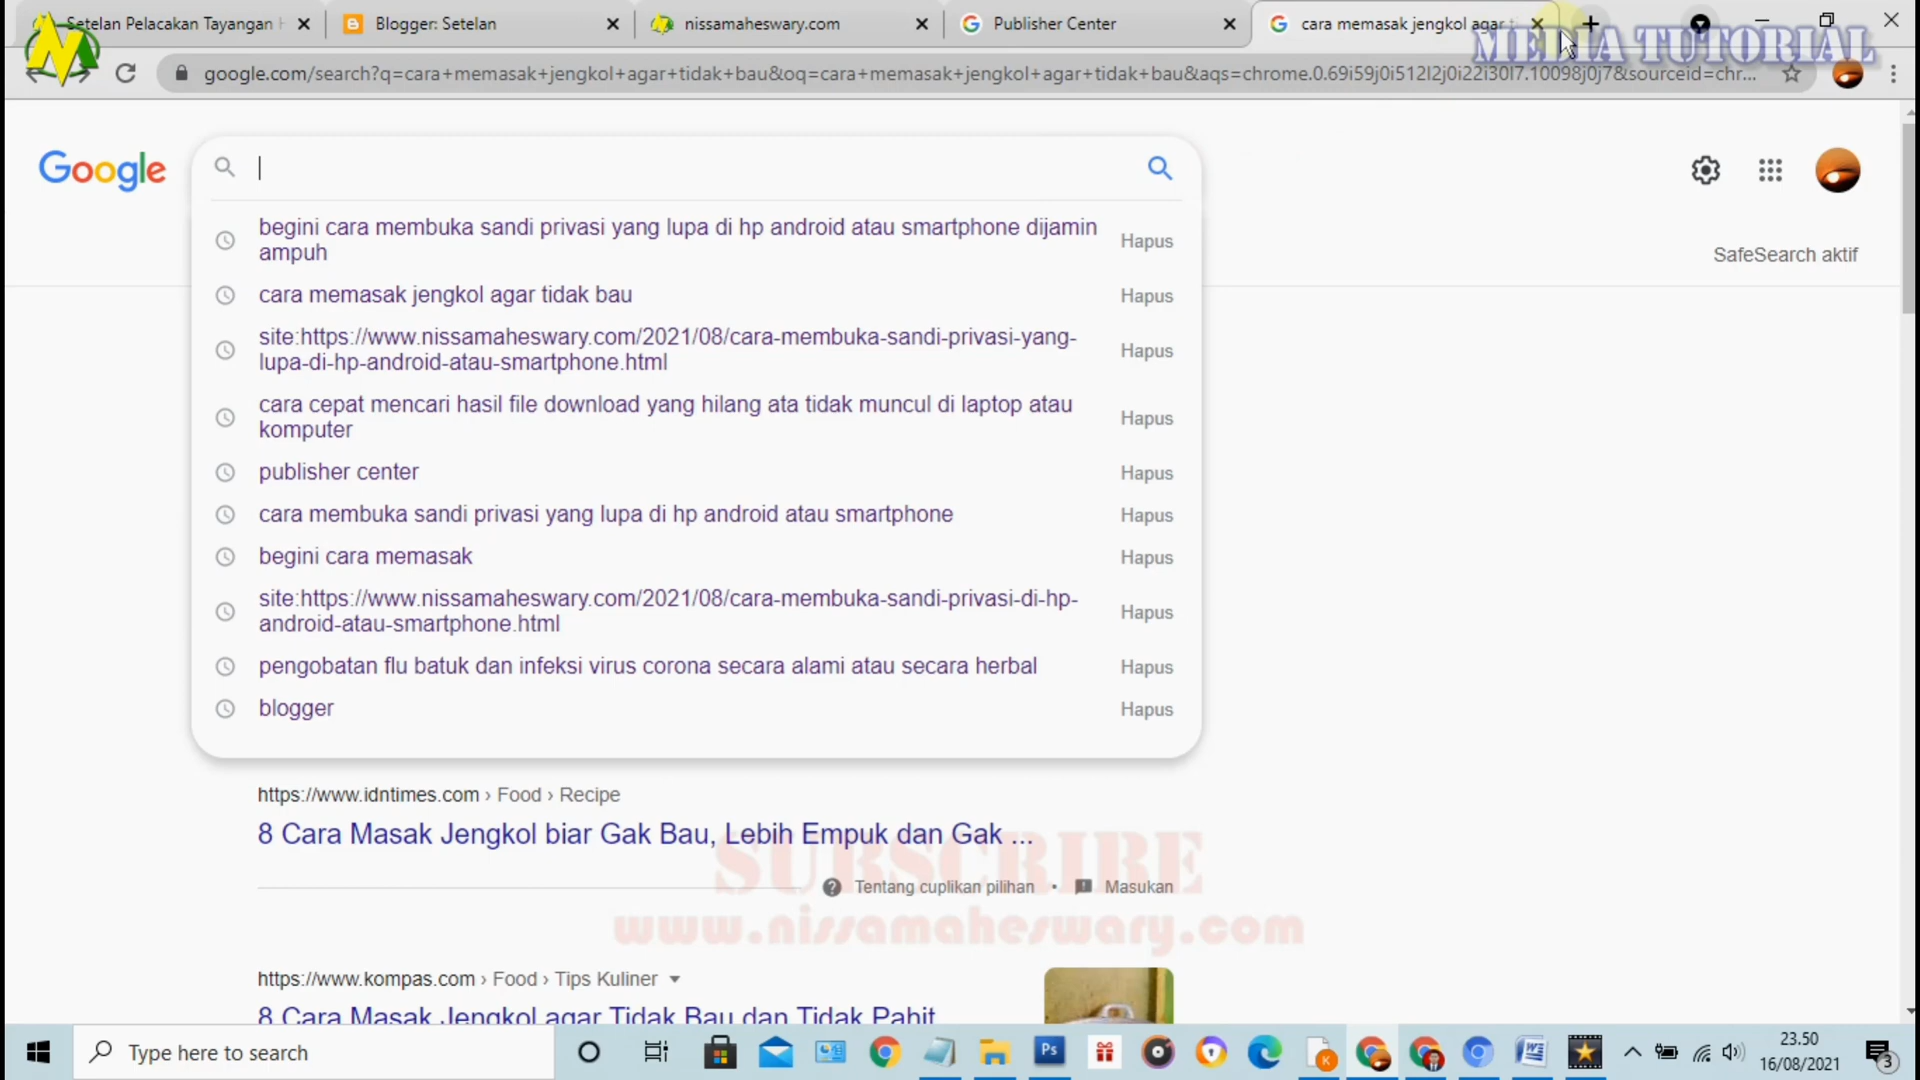 Setelan Pelacakan Tayangan
Blogger: Setelan
nissamaheswary.com
Publisher Center
cara memasak jengkol agar
MEDIA TUTORIAL
google.com/search?q=cara+memasak+jengkol+agar+tidak+bau&oq=cara+memasak+jengkol+agar+tidak+bau&aqs=chrome.0.69i59j0i512l2j0i22i30l7.10098j0j7&sourceid=chr...
Google
begini cara membuka sandi privasi yang lupa di hp android atau smartphone dijamin
ampuh
Hapus
SafeSearch aktif
cara memasak jengkol agar tidak bau
Hapus
site:https://www.nissamaheswary.com/2021/08/cara-membuka-sandi-privasi-yang-
lupa-di-hp-android-atau-smartphone.html
Hapus
cara cepat mencari hasil file download yang hilang ata tidak muncul di laptop atau
komputer
Hapus
publisher center
Hapus
cara membuka sandi privasi yang lupa di hp android atau smartphone
Hapus
begini cara memasak
Hapus
site:https://www.nissamaheswary.com/2021/08/cara-membuka-sandi-privasi-di-hp-
android-atau-smartphone.html
Hapus
pengobatan flu batuk dan infeksi virus corona secara alami atau secara herbal
Hapus
blogger
Hapus
https://www.idntimes.com › Food › Recipe
8 Cara Masak Jengkol biar Gak Bau, Lebih Empuk dan Gak ...
SUBSCRIBE
Tentang cuplikan pilihan • Masukan
www.nissamaheswary.com
https://www.kompas.com › Food › Tips Kuliner
8 Cara Masak Jengkol agar Tidak Bau dan Tidak Pahit
Type here to search
Ps
K
23.50
16/08/2021
3